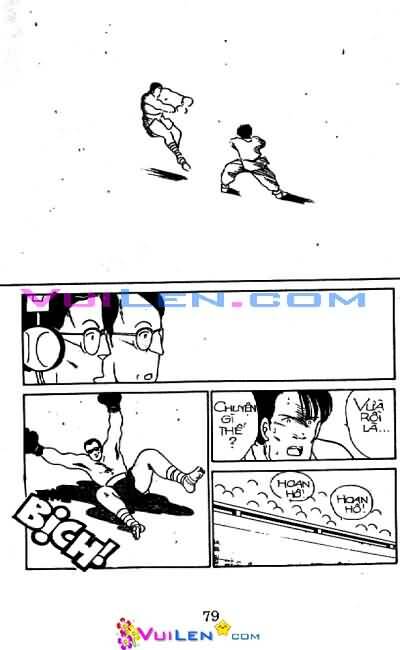 VuiLen.com
CHUYỆN
GÌ
THẾ
?
VỪA
RỒI
LÀ...
BỊCH!
HOAN
HÔ!
HOAN
HÔ!
79
VuiLen.com